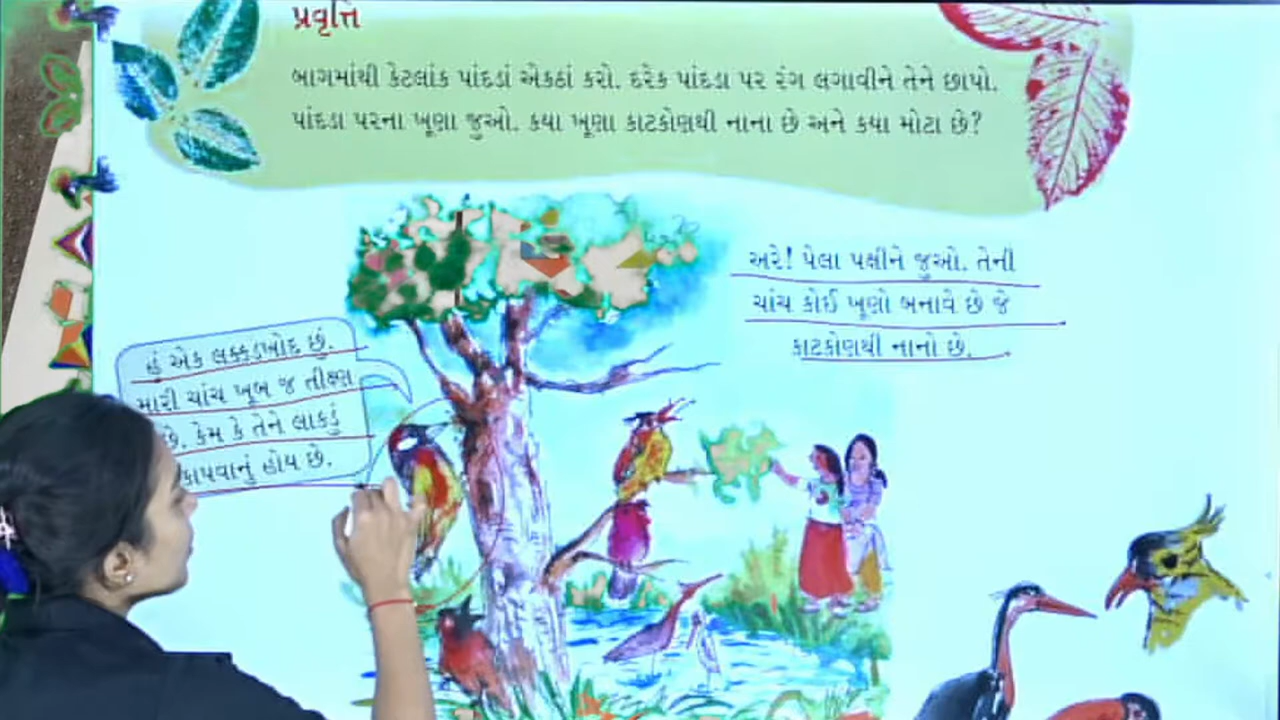 પ્રવૃત્તિ
બાગમાંથી કેટલાંક પાંદડાં એકઠાં કરો. દરેક પાંદડા પર રંગ લગાવીને તેને છાપો.
પાંદડા પરના ખૂણા જુઓ. કયા ખૂણા કાટકોણથી નાના છે અને કયા મોટા છે?
અરે! પેલા પક્ષીને જુઓ. તેની
ચાંચ કોઈ ખૂણો બનાવે છે જે
કાટકોણથી નાનો છે.
હું એક લક્કડખોદ છું.
મારી ચાંચ ખૂબ જ તીક્ષ્ણ
છે. કેમ કે તેને લાકડું
કાપવાનું હોય છે.